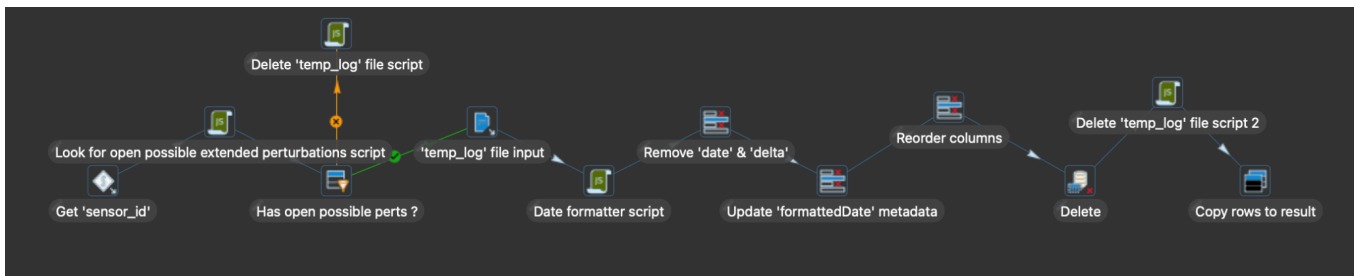 Delete 'temp_log' file script
Look for open possible extended perturbations script
'temp_log' file input
Remove 'date' & 'delta'
Reorder columns
Delete 'temp_log' file script 2
Get 'sensor_id'
Has open possible perts ?
Date formatter script
Update 'formattedDate' metadata
Delete
Copy rows to result